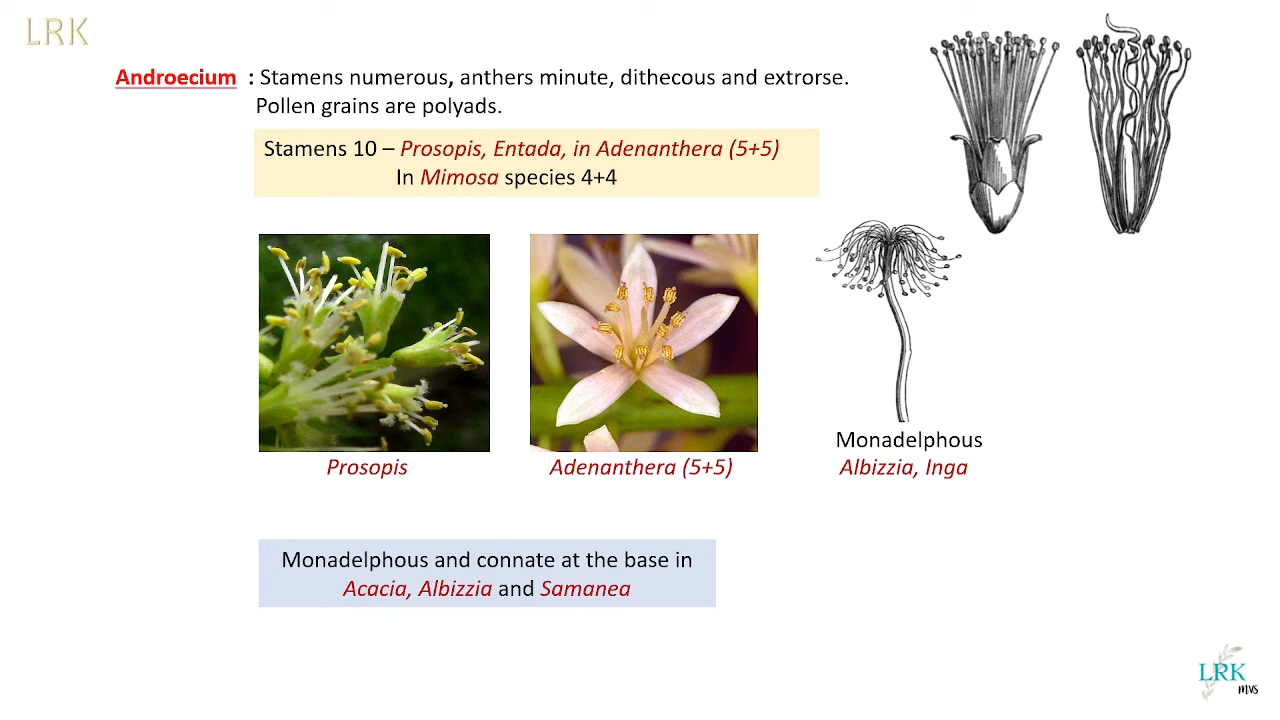 LRK
Androecium : Stamens numerous, anthers minute, dithecous and extrorse.
Pollen grains are polyads.
Stamens 10 – Prosopis, Entada, in Adenanthera (5+5)
In Mimosa species 4+4
Prosopis
Adenanthera (5+5)
Monadelphous
Albizzia, Inga
Monadelphous and connate at the base in
Acacia, Albizzia and Samanea
LRK
MVS